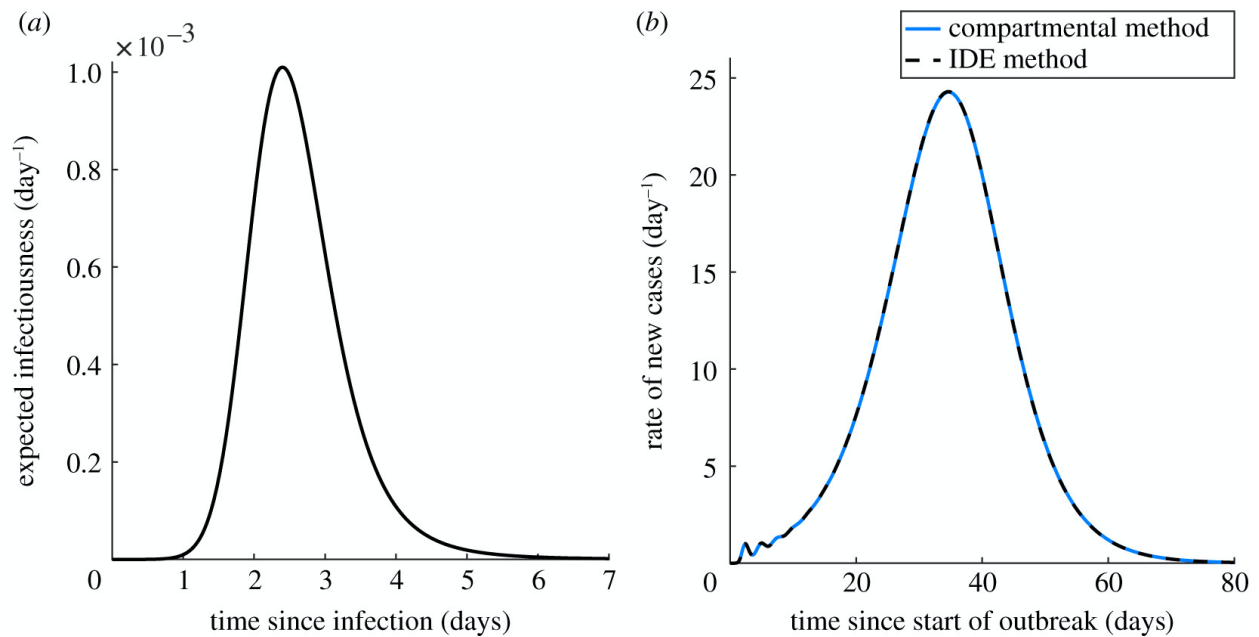 (a)
×10⁻³
1.0
0.8
0.6
0.4
0.2
0
1 2 3 4 5 6 7
expected infectiousness (day⁻¹)
time since infection (days)
(b)
compartmental method
IDE method
25
20
15
10
5
0
20 40 60 80
rate of new cases (day⁻¹)
time since start of outbreak (days)